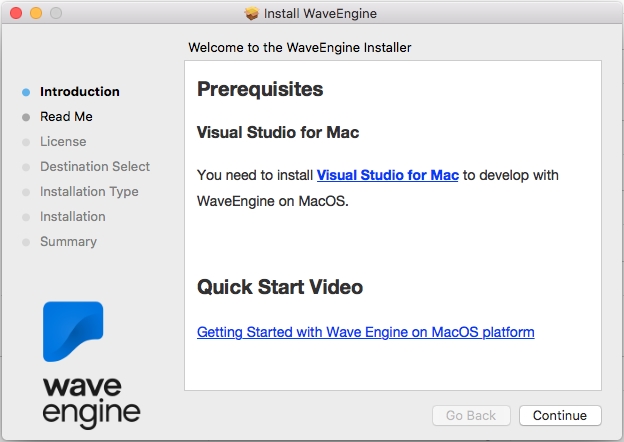 Install WaveEngine
Welcome to the WaveEngine Installer
Introduction
Read Me
License
Destination Select
Installation Type
Installation
Summary
Prerequisites
Visual Studio for Mac
You need to install Visual Studio for Mac to develop with
WaveEngine on MacOS.
Quick Start Video
Getting Started with Wave Engine on MacOS platform
wave
engine
Go Back
Continue